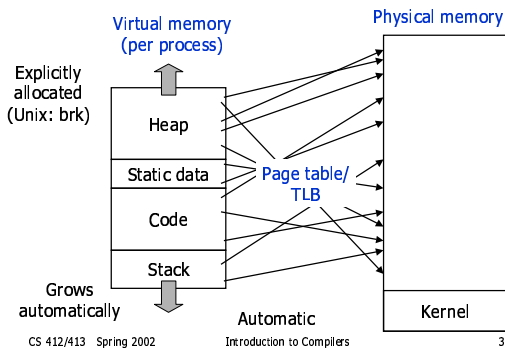 Virtual memory
(per process)
Physical memory
Explicitly
allocated
(Unix: brk)
Heap
Static data
Code
Stack
Page table/
TLB
Grows
automatically
Automatic
Kernel
CS 412/413 Spring 2002 Introduction to Compilers 3